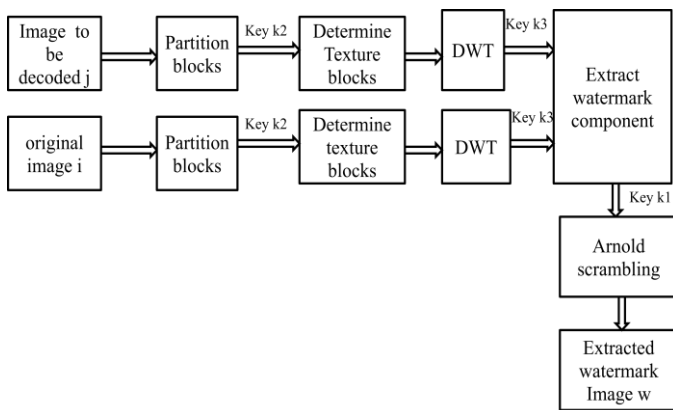 Image to
be
decoded j
Partition
blocks
Key k2
Determine
Texture
blocks
DWT
Key k3
Extract
watermark
component
original
image i
Partition
blocks
Key k2
Determine
texture
blocks
DWT
Key k3
Key k1
Arnold
scrambling
Extracted
watermark
Image w